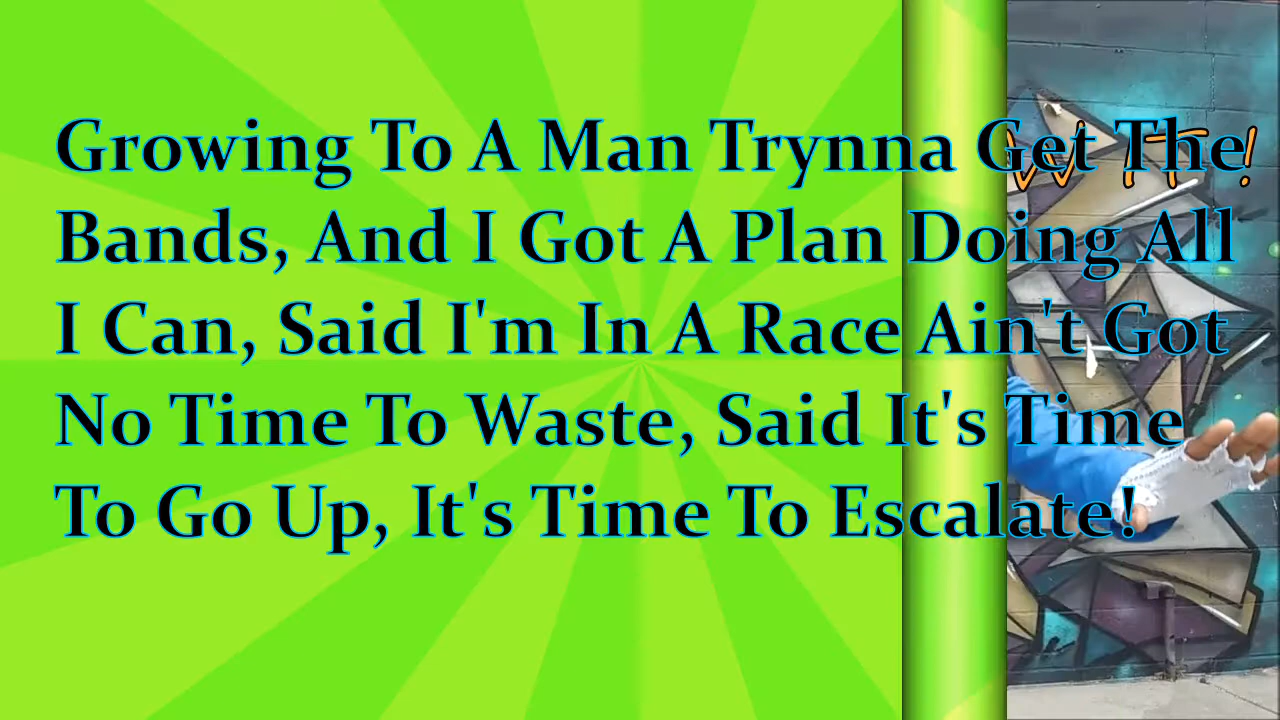 Growing To A Man Trynna Get The
Bands, And I Got A Plan Doing All
I Can, Said I'm In A Race Ain't Got
No Time To Waste, Said It's Time
To Go Up, It's Time To Escalate!